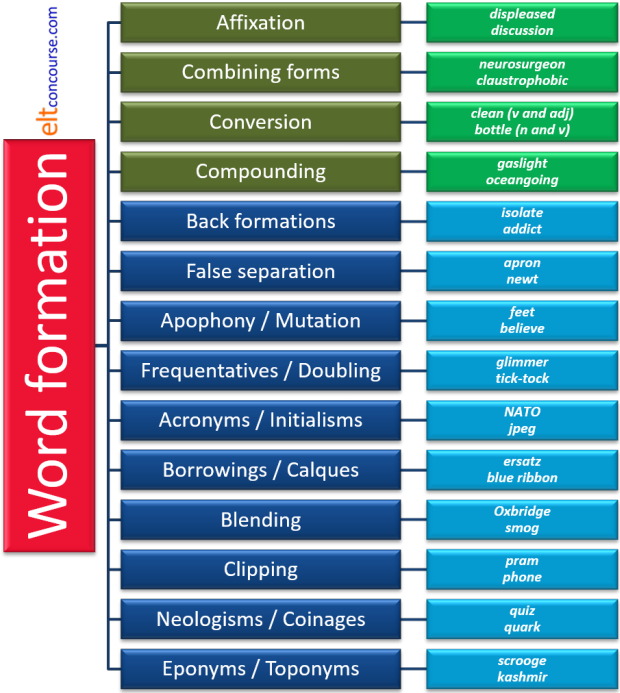 eltconcourse.com
Word formation
Affixation
displeased
discussion
Combining forms
neurosurgeon
claustrophobic
Conversion
clean (v and adj)
bottle (n and v)
Compounding
gaslight
oceangoing
Back formations
isolate
addict
False separation
apron
newt
Apophony / Mutation
feet
believe
Frequentatives / Doubling
glimmer
tick-tock
Acronyms / Initialisms
NATO
jpeg
Borrowings / Calques
ersatz
blue ribbon
Blending
Oxbridge
smog
Clipping
pram
phone
Neologisms / Coinages
quiz
quark
Eponyms / Toponyms
scrooge
kashmir